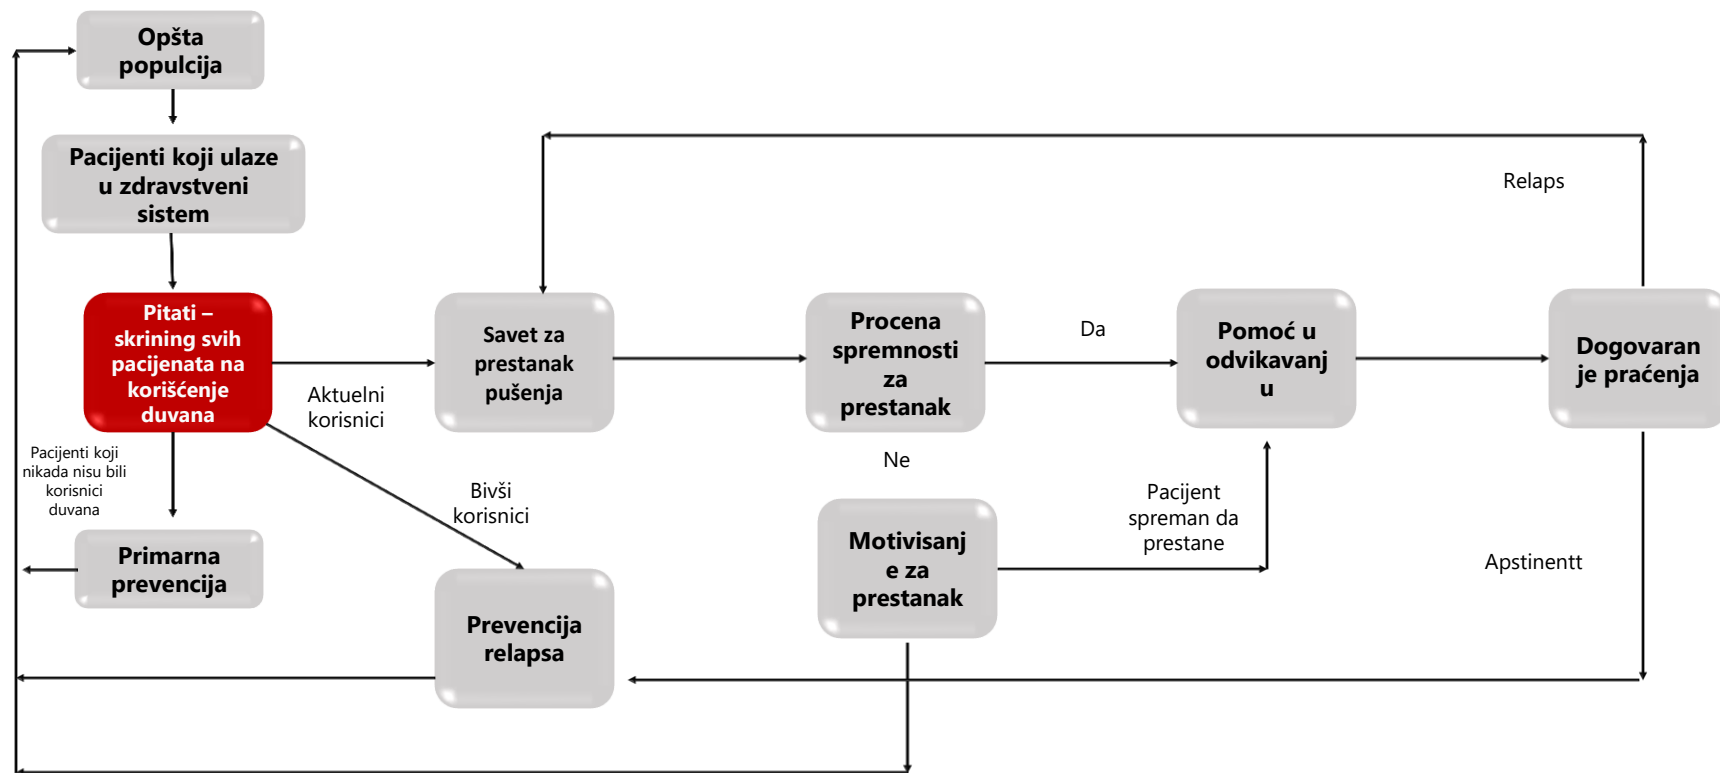 Opšta
populcija
Pacijenti koji ulaze
u zdravstveni
sistem
Relaps
Pitati –
skrining svih
pacijenata na
korišćenje
duvana
Aktuelni
korisnici
Savet za
prestanak
pušenja
Procena
spremnosti
za
prestanak
Da
Pomoć u
odvikavanj
u
Dogovaran
je praćenja
Pacijenti koji
nikada nisu bili
korisnici
duvana
Bivši
korisnici
Ne
Pacijent
spreman da
prestane
Primarna
prevencija
Motivisanj
e za
prestanak
Apstinentt
Prevencija
relapsa